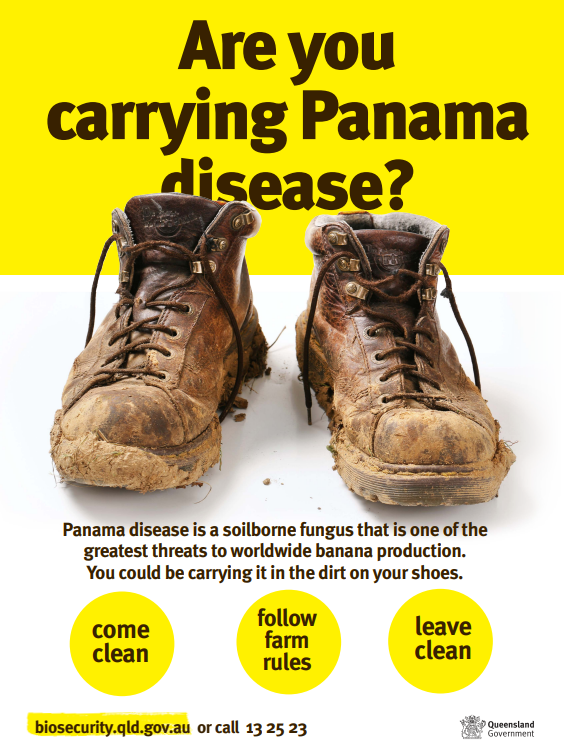 Are you
carrying Panama
disease?
Panama disease is a soilborne fungus that is one of the
greatest threats to worldwide banana production.
You could be carrying it in the dirt on your shoes.
come
clean
follow
farm
rules
leave
clean
biosecurity.qld.gov.au or call 13 25 23
Queensland
Government